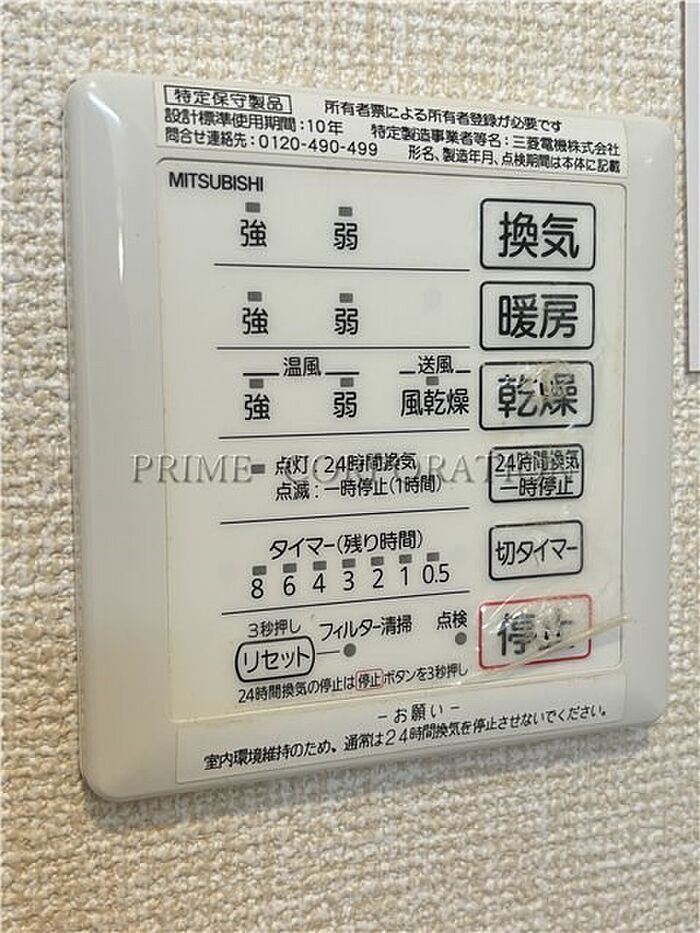 特定保守製品 所有者票による所有者登録が必要です
設計標準使用期間:10年 特定製造事業者等名:三菱電機株式会社
問合せ連絡先:0120-490-499 形名、製造年月、点検期間は本体に記載
MITSUBISHI
強 弱 換気
強 弱 暖房
温風 送風
強 弱 風乾燥 乾燥
点灯:24時間換気
点滅:一時停止(1時間)
24時間換気
一時停止
PRIME CORPORATION
タイマー(残り時間)
8 6 4 3 2 1 0.5
切タイマー
3秒押し フィルター清掃 点検
リセット
停止
24時間換気の停止は停止ボタンを3秒押し
-お願い-
室内環境維持のため、通常は24時間換気を停止させないでください。